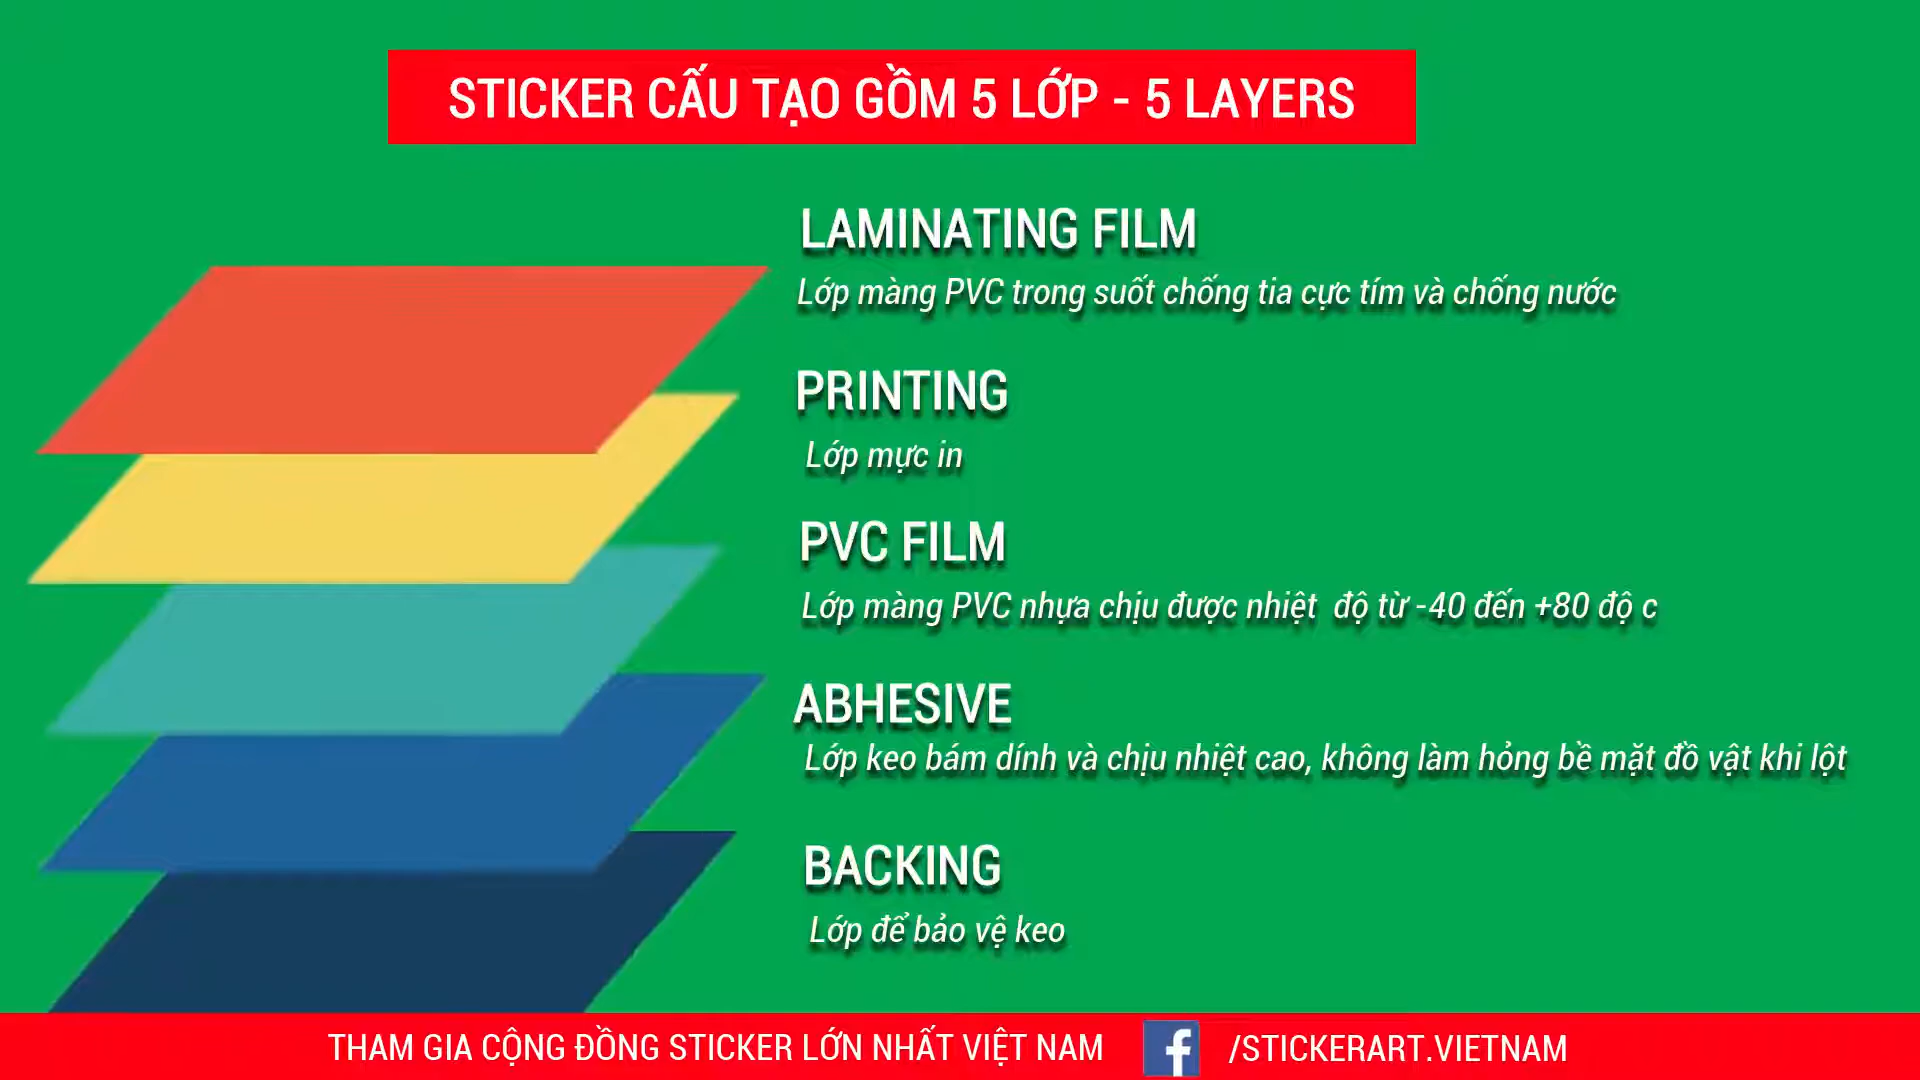 STICKER CẤU TẠO GỒM 5 LỚP - 5 LAYERS
LAMINATING FILM
Lớp màng PVC trong suốt chống tia cực tím và chống nước
PRINTING
Lớp mực in
PVC FILM
Lớp màng PVC nhựa chịu được nhiệt độ từ -40 đến +80 độ c
ABHESIVE
Lớp keo bám dính và chịu nhiệt cao, không làm hỏng bề mặt đồ vật khi lột
BACKING
Lớp để bảo vệ keo
THAM GIA CỘNG ĐỒNG STICKER LỚN NHẤT VIỆT NAM f /STICKERART.VIETNAM